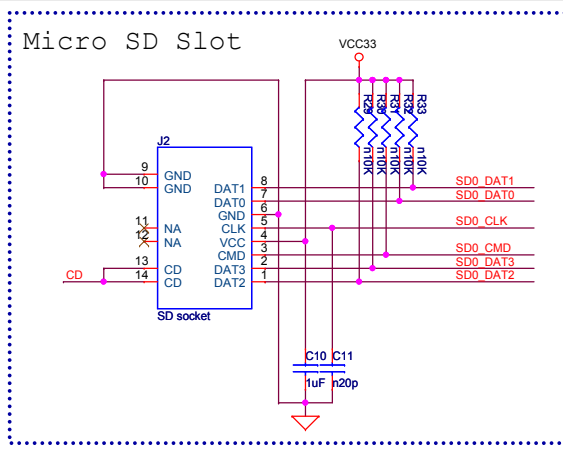 Micro SD Slot
VCC33
R29
R30
R31
R32
R33
n10K
n10K
n10K
n10K
n10K
J2
9 GND
10 GND
11 NA
12 NA
13 CD
14 CD
CD
DAT1 8 SD0_DAT1
DAT0 7 SD0_DAT0
GND 6
CLK 5 SD0_CLK
VCC 4
CMD 3 SD0_CMD
DAT3 2 SD0_DAT3
DAT2 1 SD0_DAT2
SD socket
C10 C11
1uF n20p